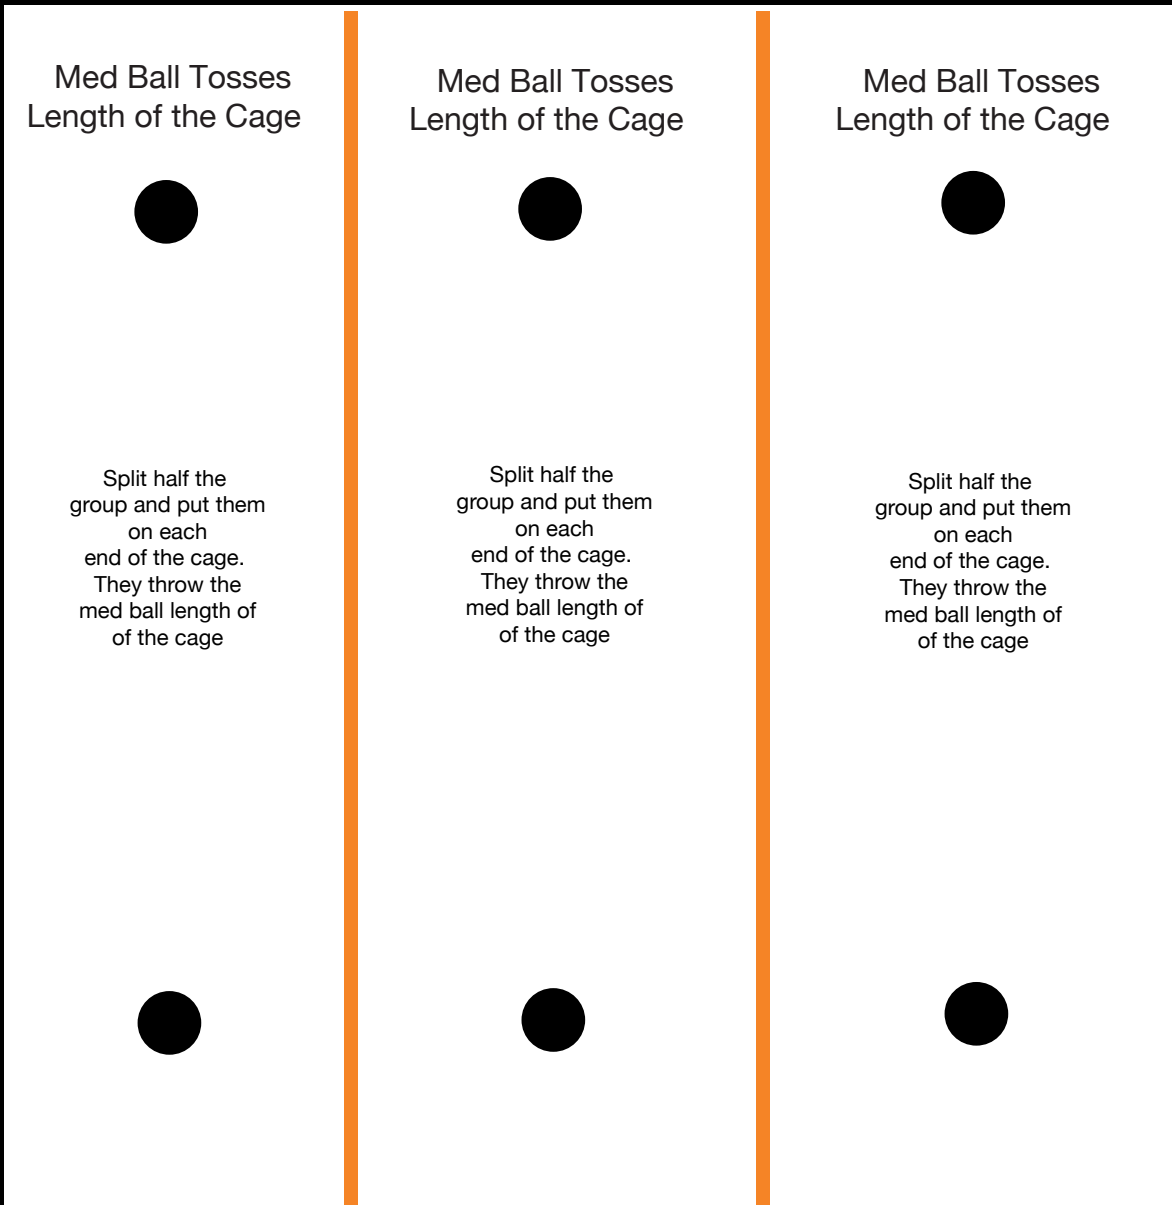 Med Ball Tosses
Length of the Cage
Split half the
group and put them
on each
end of the cage.
They throw the
med ball length of
of the cage
Med Ball Tosses
Length of the Cage
Split half the
group and put them
on each
end of the cage.
They throw the
med ball length of
of the cage
Med Ball Tosses
Length of the Cage
Split half the
group and put them
on each
end of the cage.
They throw the
med ball length of
of the cage